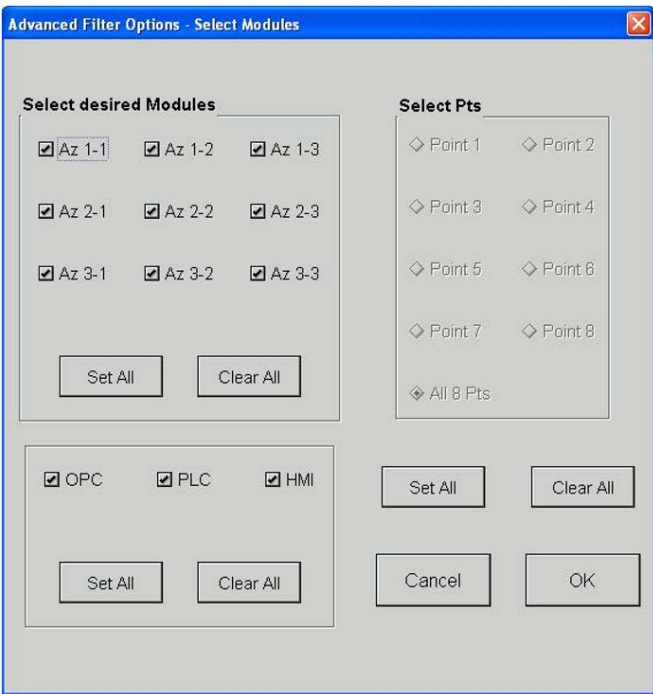 Advanced Filter Options - Select Modules
Select desired Modules
Az 1-1 Az 1-2 Az 1-3
Az 2-1 Az 2-2 Az 2-3
Az 3-1 Az 3-2 Az 3-3
Set All Clear All
Select Pts
Point 1 Point 2
Point 3 Point 4
Point 5 Point 6
Point 7 Point 8
All 8 Pts
OPC PLC HMI
Set All Clear All
Set All Clear All
Cancel OK